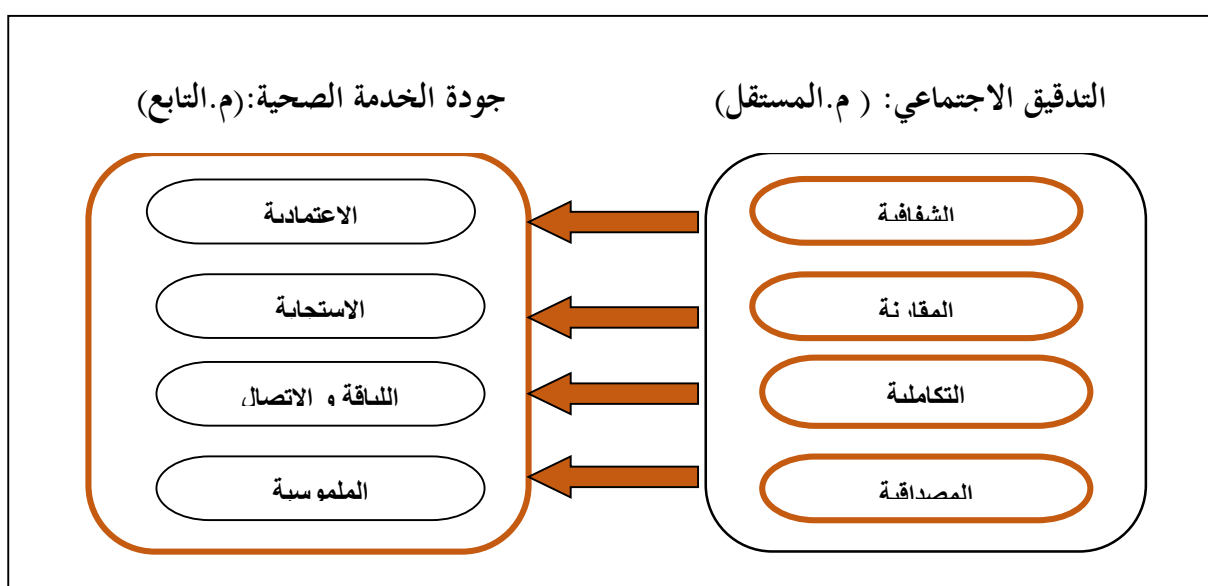 التدقيق الاجتماعي: ( م.المستقل)
الشفافية
المقارنة
التكاملية
المصداقية
جودة الخدمة الصحية:(م.التابع)
الاعتمادية
الاستجابة
اللباقة و الاتصال
الملموسية